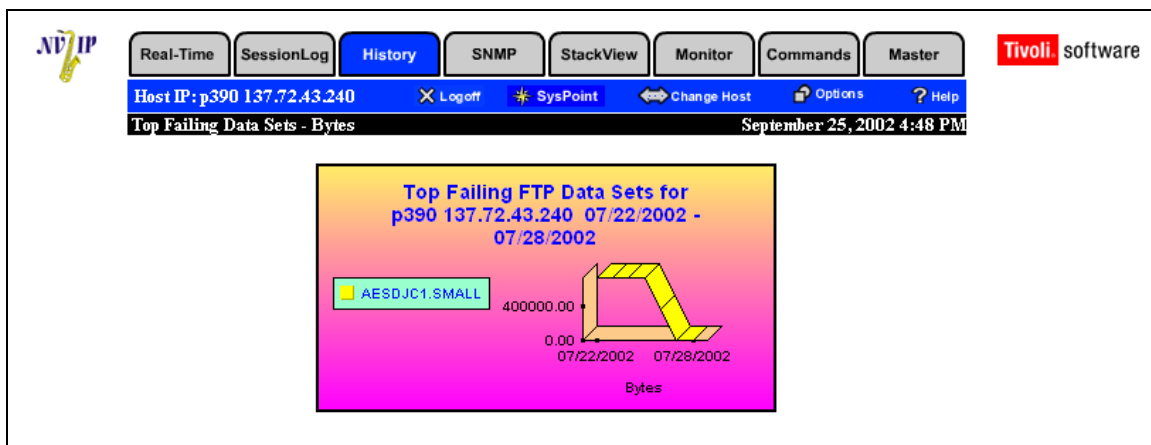 NV IP
Real-Time SessionLog History SNMP StackView Monitor Commands Master
Tivoli. software
Host IP: p390 137.72.43.240 Logoff SysPoint Change Host Options ? Help
Top Failing Data Sets - Bytes September 25, 2002 4:48 PM
Top Failing FTP Data Sets for
p390 137.72.43.240 07/22/2002 -
07/28/2002
AESDJC1.SMALL
400000.00
0.00
07/22/2002 07/28/2002
Bytes